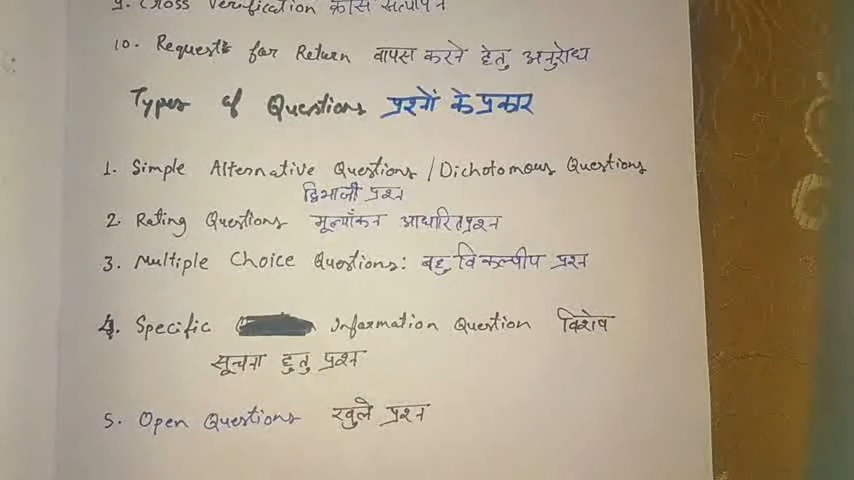 9. Cross Verification क्रास सत्यापन
10. Request for Return वापस करने हेतु अनुरोध
Types of Questions प्रश्नों के प्रकार
1. Simple Alternative Questions / Dichotomous Questions
द्विभाजी प्रश्न
2. Rating Questions मूल्यांकन आधारित प्रश्न
3. Multiple Choice Questions: बहु विकल्पीय प्रश्न
4. Specific Information Question विशेष
सूचना हेतु प्रश्न
5. Open Questions खुले प्रश्न